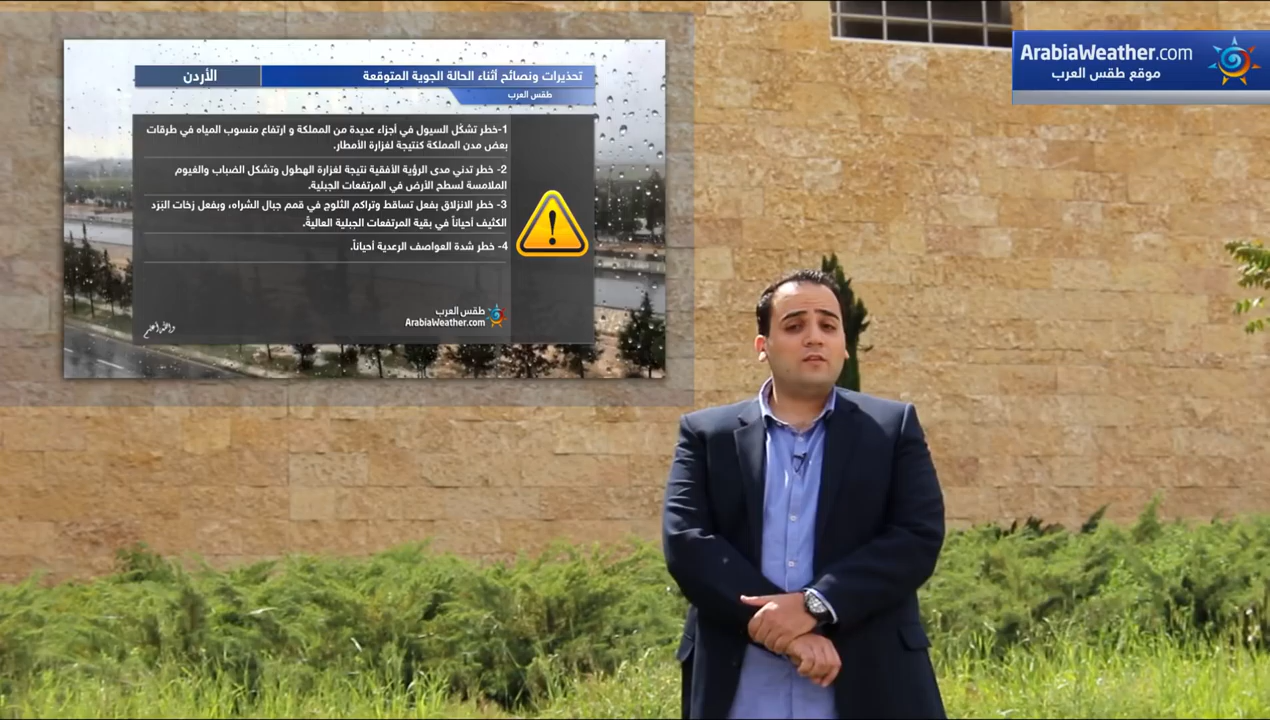 ArabiaWeather.com
موقع طقس العرب
تحذيرات ونصائح أثناء الحالة الجوية المتوقعة
الأردن
طقس العرب
1-خطر تشكّل السيول في أجزاء عديدة من المملكة و ارتفاع منسوب المياه في طرقات
بعض مدن المملكة كنتيجة لغزارة الأمطار.
2- خطر تدني مدى الرؤية الأفقية نتيجة لغزارة الهطول وتشكل الضباب والغيوم
الملامسة لسطح الأرض في المرتفعات الجبلية.
3- خطر الانزلاق بفعل تساقط وتراكم الثلوج في قمم جبال الشراه، وبفعل زخات البَرَد
الكثيف أحياناً في بقية المرتفعات الجبلية العالية.
4- خطر شدة العواصف الرعدية أحياناً.
طقس العرب
ArabiaWeather.com
والله أعلم